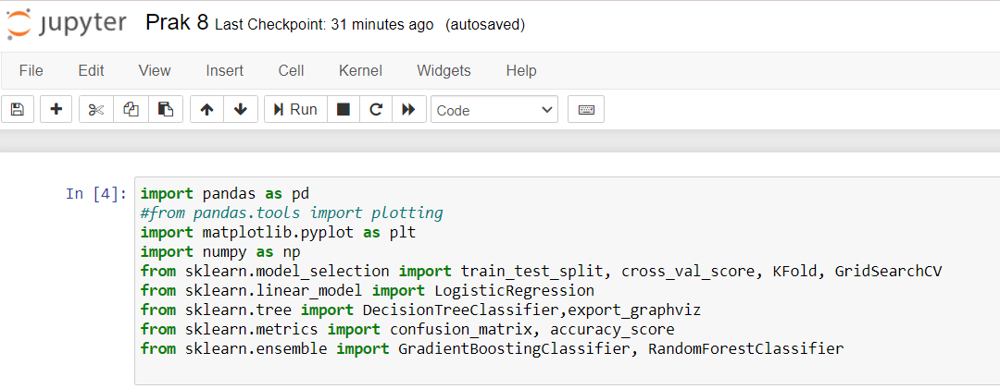 jupyter Prak 8 Last Checkpoint: 31 minutes ago (autosaved)
File Edit View Insert Cell Kernel Widgets Help
Run Code
In [4]: import pandas as pd
#from pandas.tools import plotting
import matplotlib.pyplot as plt
import numpy as np
from sklearn.model_selection import train_test_split, cross_val_score, KFold, GridSearchCV
from sklearn.linear_model import LogisticRegression
from sklearn.tree import DecisionTreeClassifier,export_graphviz
from sklearn.metrics import confusion_matrix, accuracy_score
from sklearn.ensemble import GradientBoostingClassifier, RandomForestClassifier